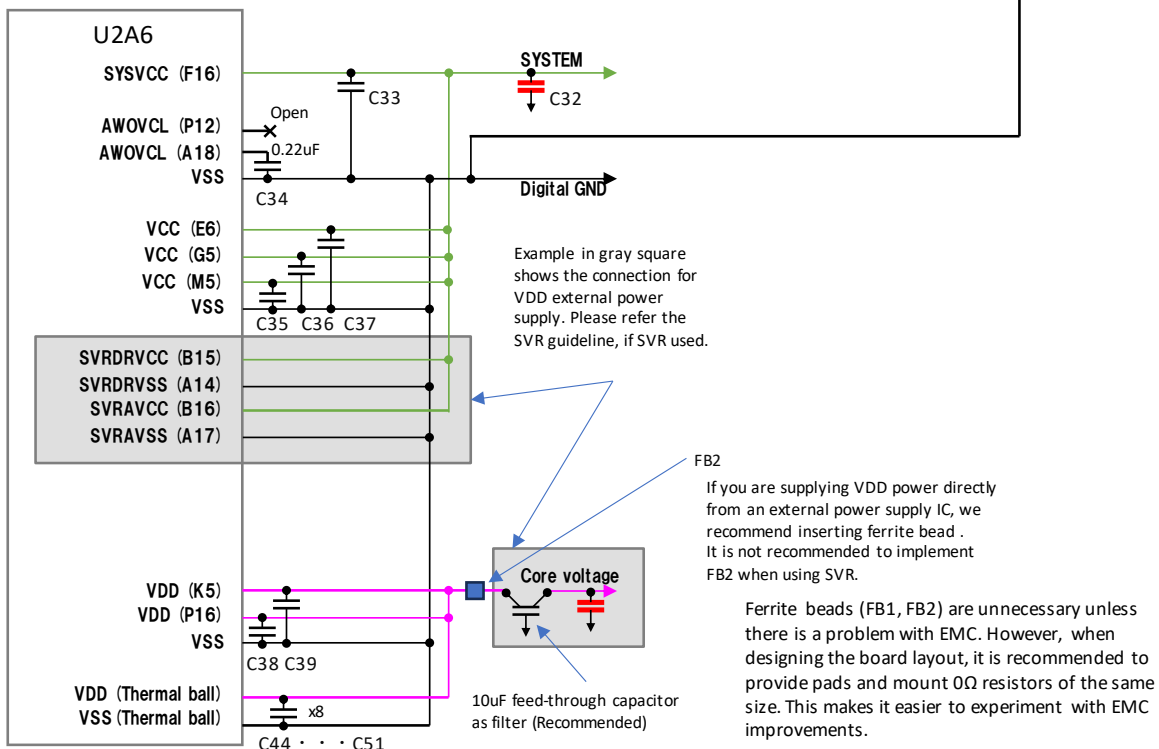 U2A6
SYSVCC (F16)
SYSTEM
C33
C32
Open
AWOVCL (P12)
AWOVCL (A18)
0.22uF
VSS
C34
Digital GND
VCC (E6)
VCC (G5)
VCC (M5)
VSS
C35 C36 C37
Example in gray square
shows the connection for
VDD external power
supply. Please refer the
SVR guideline, if SVR used.
SVRDRVCC (B15)
SVRDRVSS (A14)
SVRAVCC (B16)
SVRAVSS (A17)
FB2
If you are supplying VDD power directly
from an external power supply IC, we
recommend inserting ferrite bead .
It is not recommended to implement
FB2 when using SVR.
Core voltage
VDD (K5)
VDD (P16)
VSS
C38 C39
VDD (Thermal ball)
VSS (Thermal ball)
x8
C44 ・ ・ ・ C51
10uF feed-through capacitor
as filter (Recommended)
Ferrite beads (FB1, FB2) are unnecessary unless
there is a problem with EMC. However, when
designing the board layout, it is recommended to
provide pads and mount 0Ω resistors of the same
size. This makes it easier to experiment with EMC
improvements.